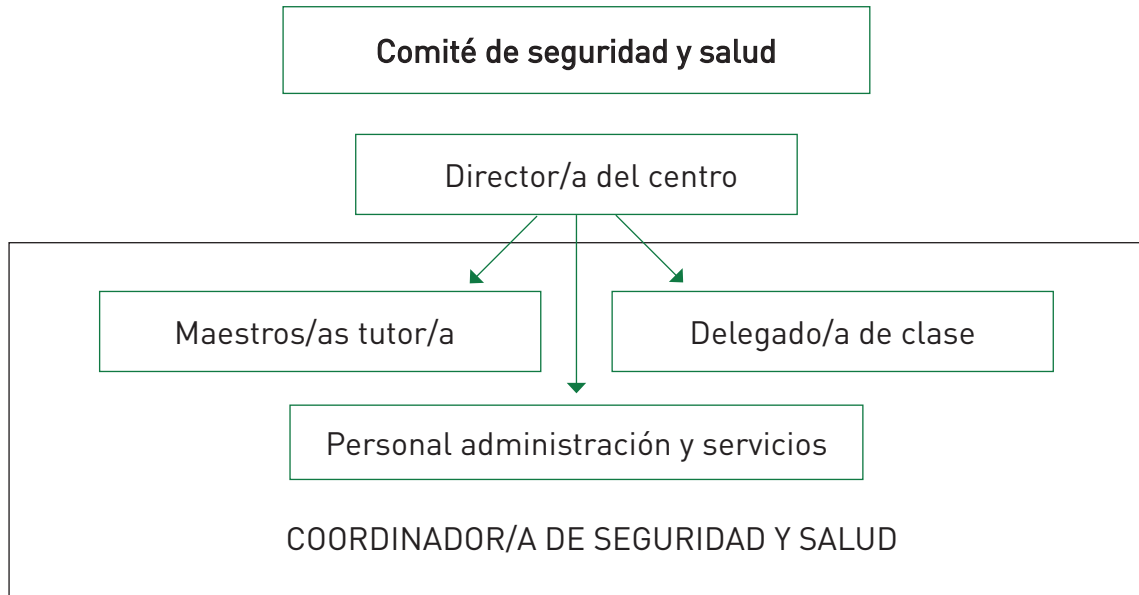 Comité de seguridad y salud
Director/a del centro
Maestros/as tutor/a
Delegado/a de clase
Personal administración y servicios
COORDINADOR/A DE SEGURIDAD Y SALUD